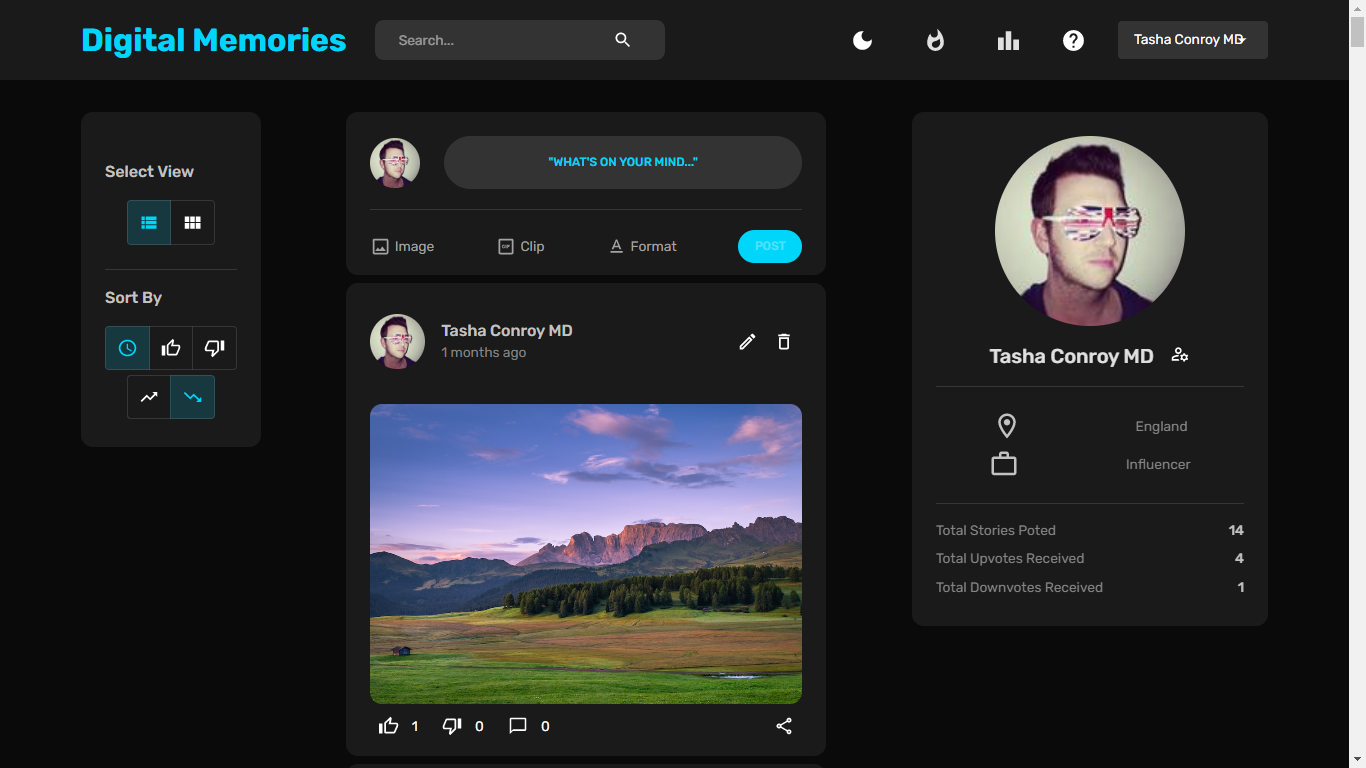 Digital Memories
Search...
Tasha Conroy MD
Select View
Sort By
"WHAT'S ON YOUR MIND..."
Image
GIF
Clip
Format
POST
Tasha Conroy MD
1 months ago
1
0
0
Tasha Conroy MD
England
Influencer
Total Stories Poted 14
Total Upvotes Received 4
Total Downvotes Received 1